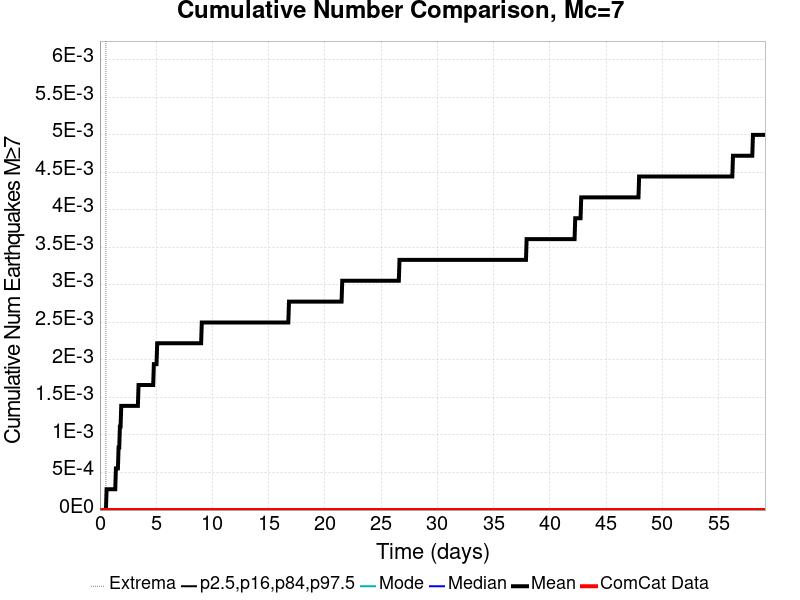 Cumulative Number Comparison, Mc=7
6E-3
5.5E-3
5E-3
4.5E-3
4E-3
3.5E-3
3E-3
2.5E-3
2E-3
1.5E-3
1E-3
5E-4
0E0
Cumulative Num Earthquakes M≥7
0 5 10 15 20 25 30 35 40 45 50 55
Time (days)
Extrema p2.5,p16,p84,p97.5 Mode Median Mean ComCat Data